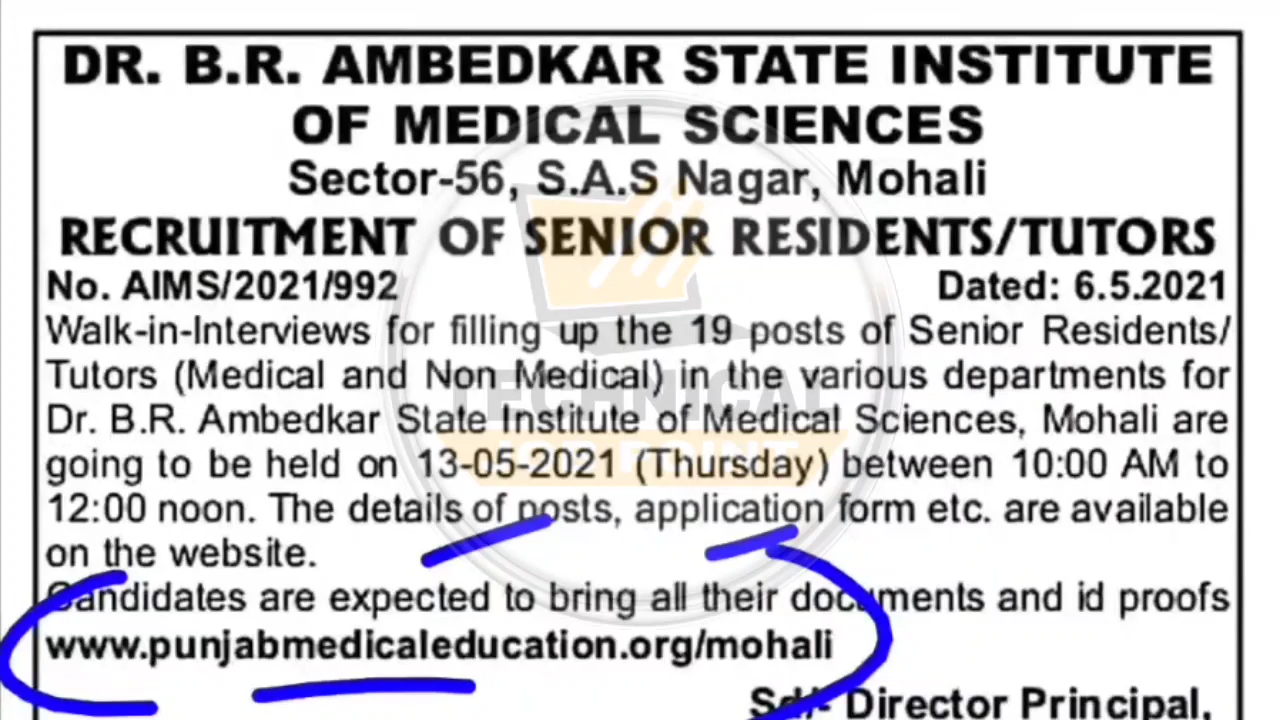 DR. B.R. AMBEDKAR STATE INSTITUTE
OF MEDICAL SCIENCES
Sector-56, S.A.S Nagar, Mohali
RECRUITMENT OF SENIOR RESIDENTS/TUTORS
No. AIMS/2021/992 Dated: 6.5.2021
Walk-in-Interviews for filling up the 19 posts of Senior Residents/
Tutors (Medical and Non Medical) in the various departments for
Dr. B.R. Ambedkar State Institute of Medical Sciences, Mohali are
going to be held on 13-05-2021 (Thursday) between 10:00 AM to
12:00 noon. The details of posts, application form etc. are available
on the website.
Candidates are expected to bring all their documents and id proofs
www.punjabmedicaleducation.org/mohali
Sd/- Director Principal,
TECHNICAL